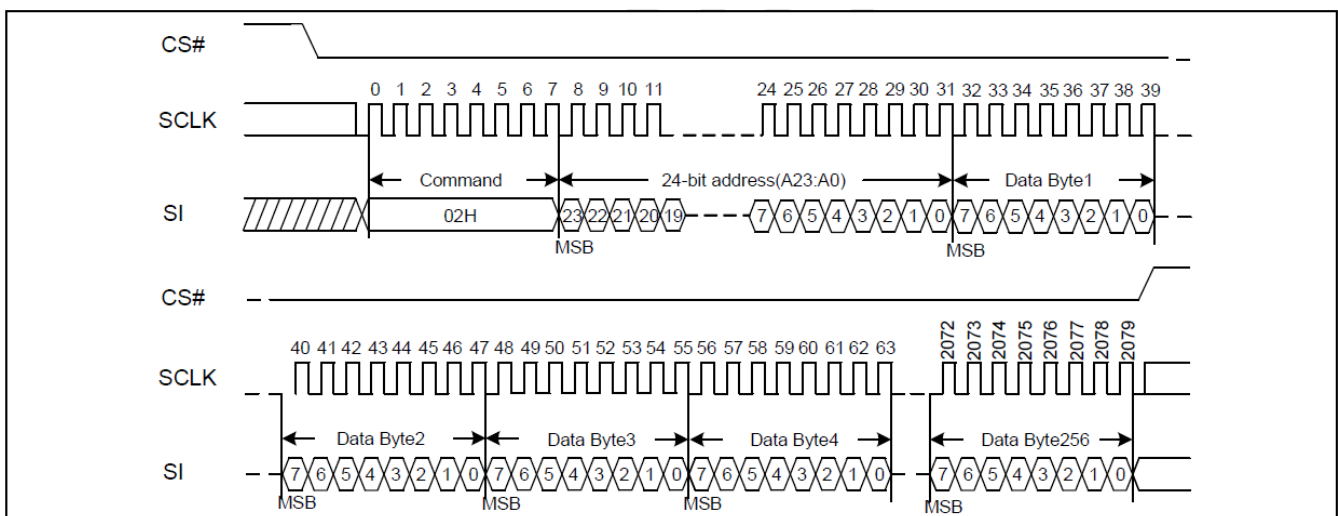 CS#
0 1 2 3 4 5 6 7 8 9 10 11 24 25 26 27 28 29 30 31 32 33 34 35 36 37 38 39
SCLK
Command 24-bit address(A23:A0) Data Byte1
SI 02H 23 22 21 20 19 7 6 5 4 3 2 1 0 7 6 5 4 3 2 1 0
MSB MSB
CS#
40 41 42 43 44 45 46 47 48 49 50 51 52 53 54 55 56 57 58 59 60 61 62 63 2072 2073 2074 2075 2076 2077 2078 2079
SCLK
Data Byte2 Data Byte3 Data Byte4 Data Byte256
SI 7 6 5 4 3 2 1 0 7 6 5 4 3 2 1 0 7 6 5 4 3 2 1 0 7 6 5 4 3 2 1 0
MSB MSB MSB MSB